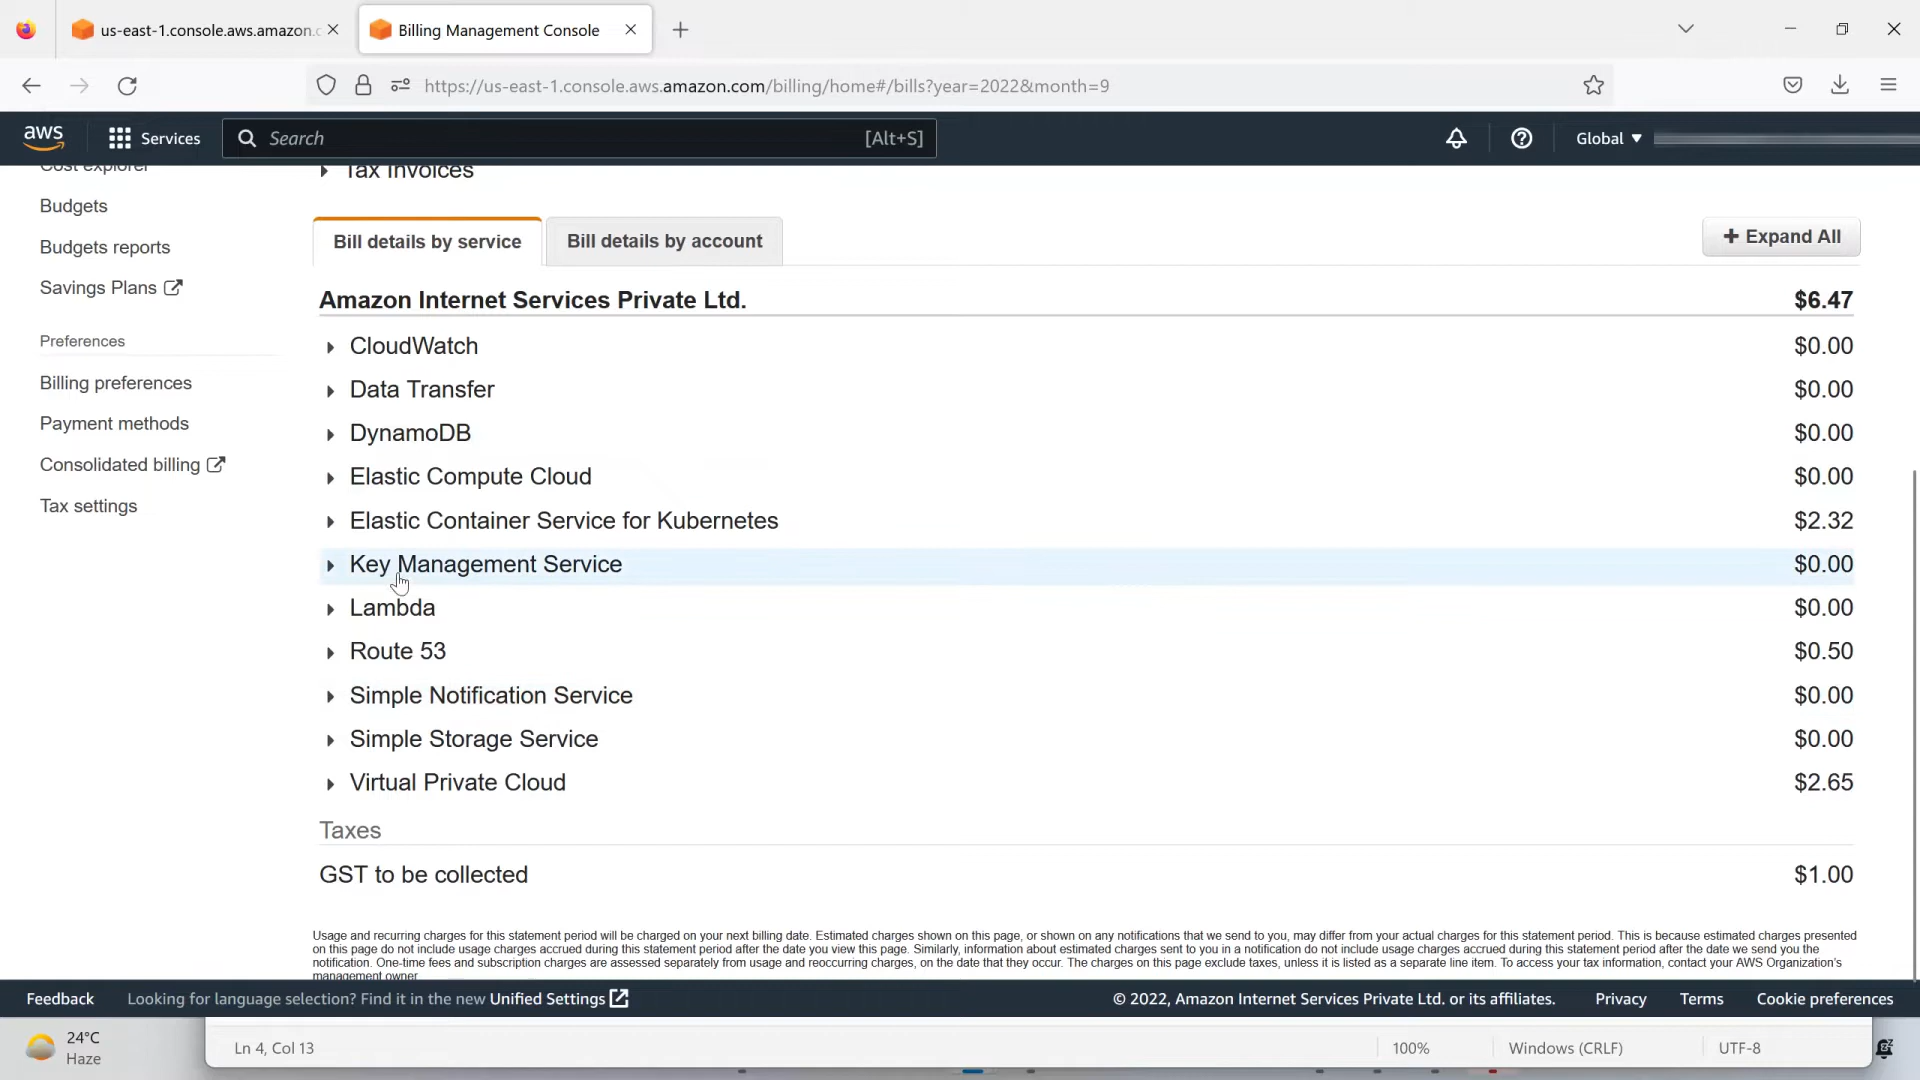 us-east-1.console.aws.amazon.c
Billing Management Console
https://us-east-1.console.aws.amazon.com/billing/home#/bills?year=2022&month=9
aws
Services
Search
[Alt+S]
Global
Cost explorer
Budgets
Budgets reports
Savings Plans
Preferences
Billing preferences
Payment methods
Consolidated billing
Tax settings
Tax Invoices
Bill details by service
Bill details by account
+ Expand All
Amazon Internet Services Private Ltd. $6.47
CloudWatch $0.00
Data Transfer $0.00
DynamoDB $0.00
Elastic Compute Cloud $0.00
Elastic Container Service for Kubernetes $2.32
Key Management Service $0.00
Lambda $0.00
Route 53 $0.50
Simple Notification Service $0.00
Simple Storage Service $0.00
Virtual Private Cloud $2.65
Taxes
GST to be collected $1.00
Usage and recurring charges for this statement period will be charged on your next billing date. Estimated charges shown on this page, or shown on any notifications that we send to you, may differ from your actual charges for this statement period. This is because estimated charges presented
on this page do not include usage charges accrued during this statement period after the date you view this page. Similarly, information about estimated charges sent to you in a notification do not include usage charges accrued during this statement period after the date we send you the
notification. One-time fees and subscription charges are assessed separately from usage and reoccurring charges, on the date that they occur. The charges on this page exclude taxes, unless it is listed as a separate line item. To access your tax information, contact your AWS Organization's
management owner
Feedback
Looking for language selection? Find it in the new Unified Settings
© 2022, Amazon Internet Services Private Ltd. or its affiliates.
Privacy
Terms
Cookie preferences
24°C
Haze
Ln 4, Col 13
100%
Windows (CRLF)
UTF-8